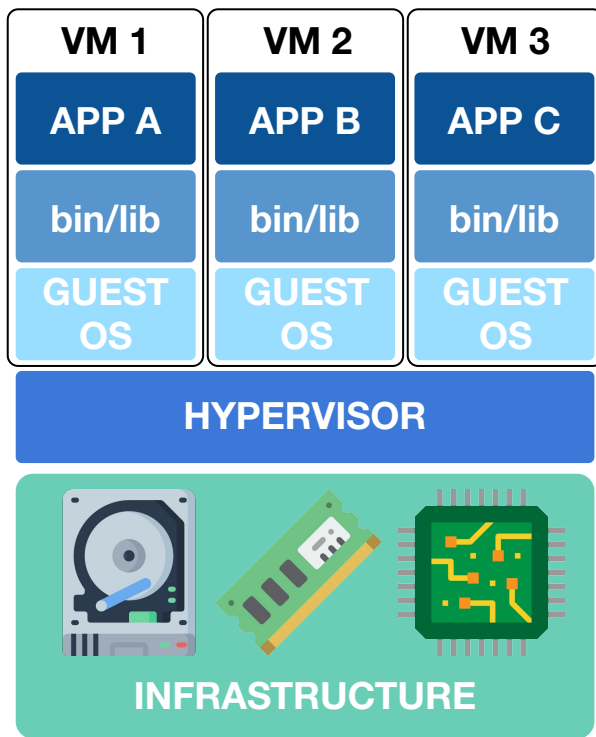 VM 1 VM 2 VM 3
APP A APP B APP C
bin/lib bin/lib bin/lib
GUEST GUEST GUEST
OS OS OS
HYPERVISOR
INFRASTRUCTURE